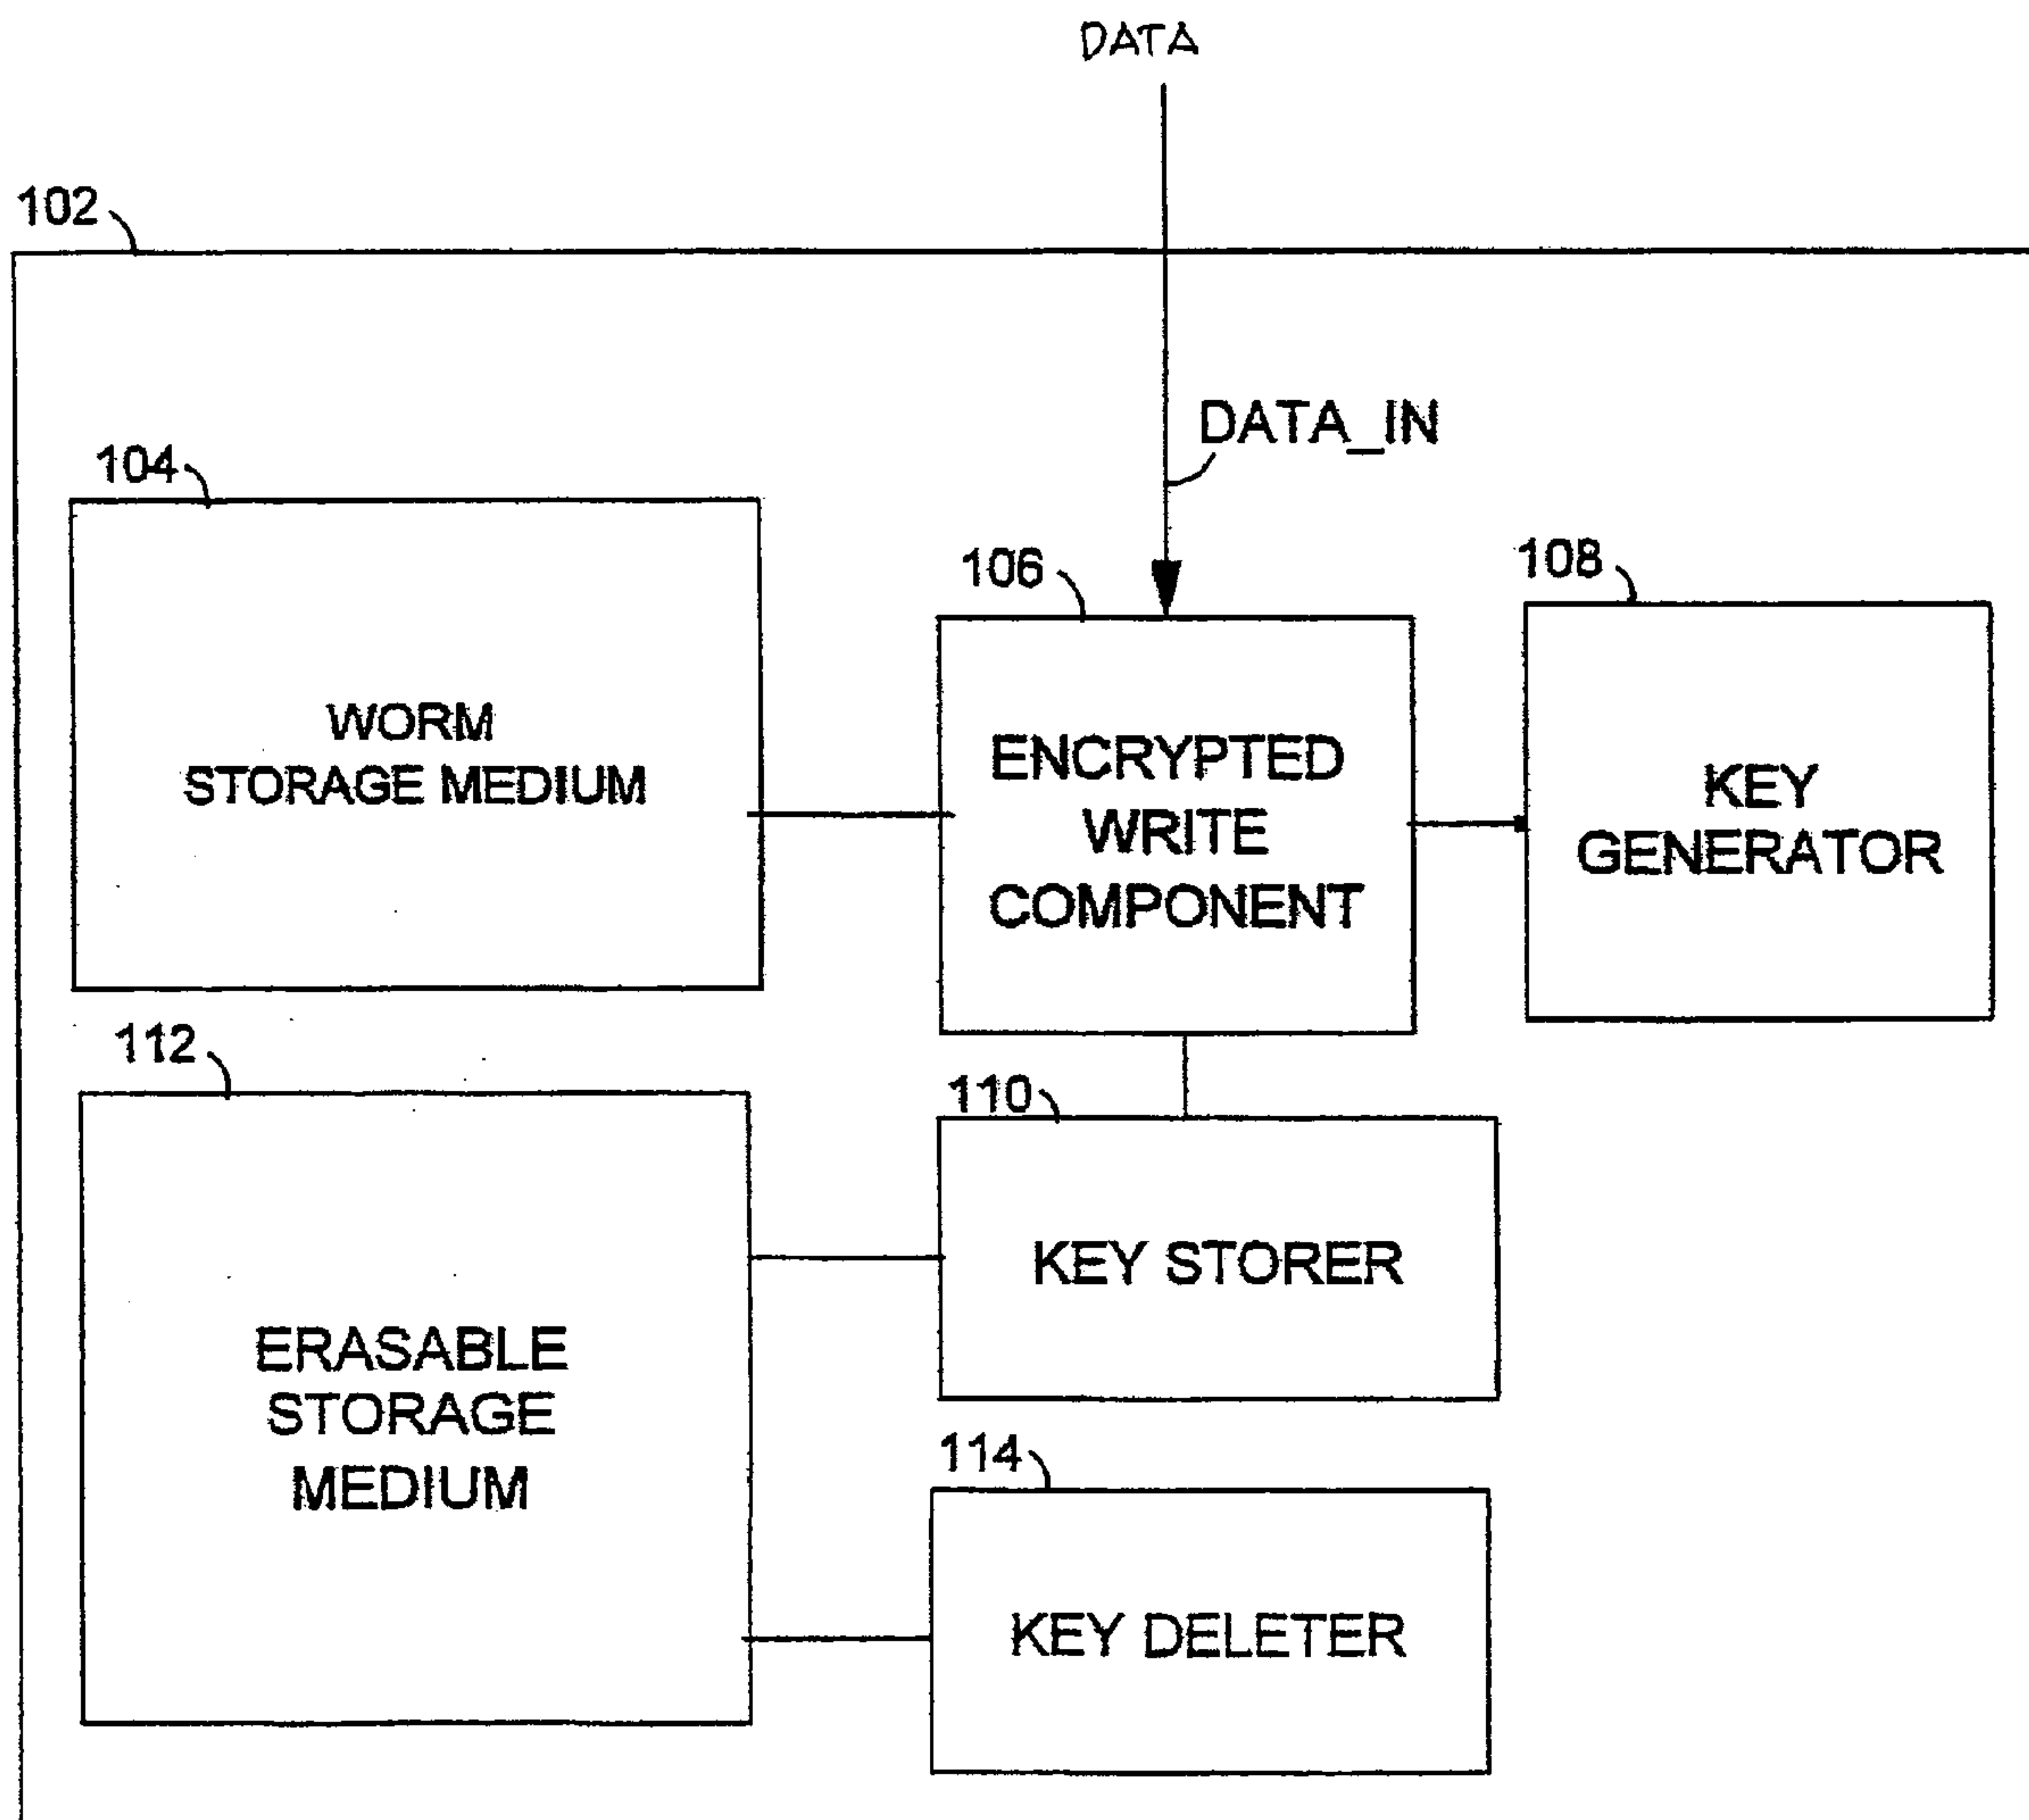 DATA
102
DATA_IN
104
106
108
WORM
STORAGE MEDIUM
ENCRYPTED
WRITE
COMPONENT
KEY
GENERATOR
112
110
KEY STORER
ERASABLE
STORAGE
MEDIUM
114
KEY DELETER